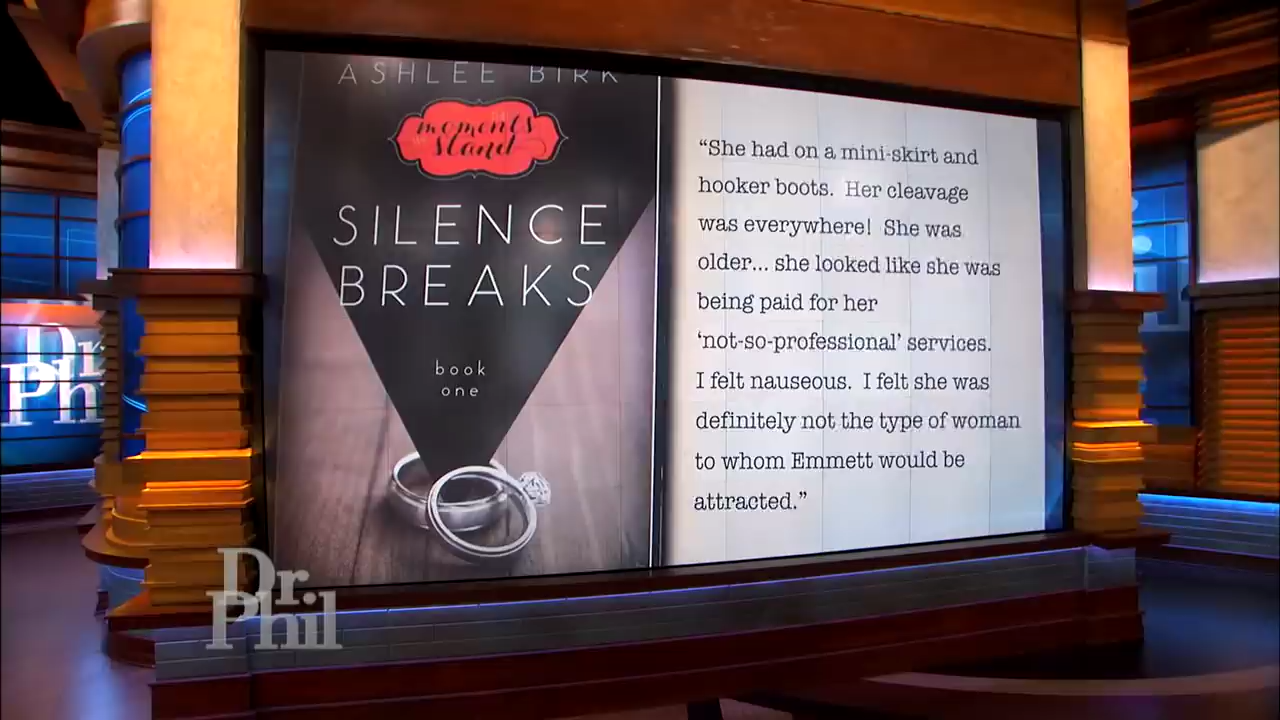 ASHLEE BIRK
moments
stand
SILENCE
BREAKS
book
one
“She had on a mini-skirt and
hooker boots. Her cleavage
was everywhere! She was
older... she looked like she was
being paid for her
‘not-so-professional’ services.
I felt nauseous. I felt she was
definitely not the type of woman
to whom Emmett would be
attracted.”
Dr.
Phil
Dr.
Phil